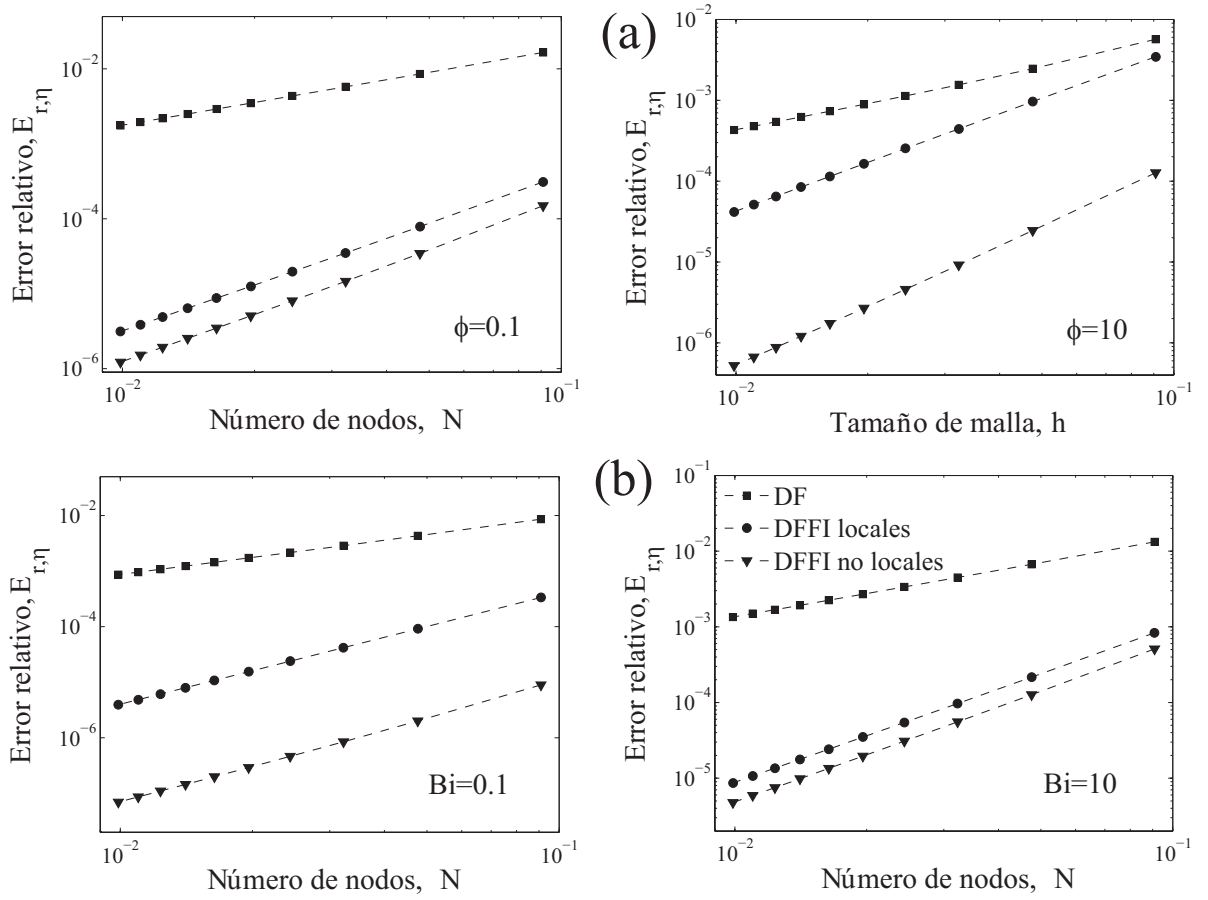 (a)
Error relativo, E r,η
10⁻²
10⁻⁴
10⁻⁶
ϕ=0.1
10⁻²
10⁻¹
Número de nodos, N
Error relativo, E r,η
10⁻²
10⁻³
10⁻⁴
10⁻⁵
10⁻⁶
ϕ=10
10⁻²
10⁻¹
Tamaño de malla, h
(b)
Error relativo, E r,η
10⁻²
10⁻⁴
10⁻⁶
Bi=0.1
10⁻²
10⁻¹
Número de nodos, N
Error relativo, E r,η
10⁻¹
10⁻²
10⁻³
10⁻⁴
10⁻⁵
DF
DFFI locales
DFFI no locales
Bi=10
10⁻²
10⁻¹
Número de nodos, N